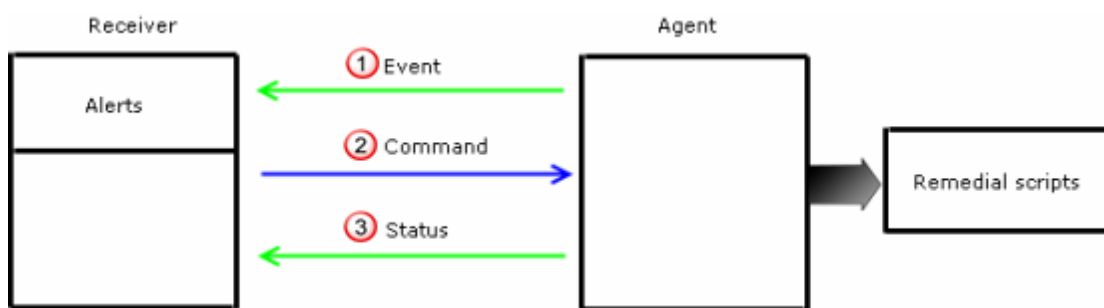 Receiver
Agent
1 Event
Alerts
2 Command
Remedial scripts
3 Status